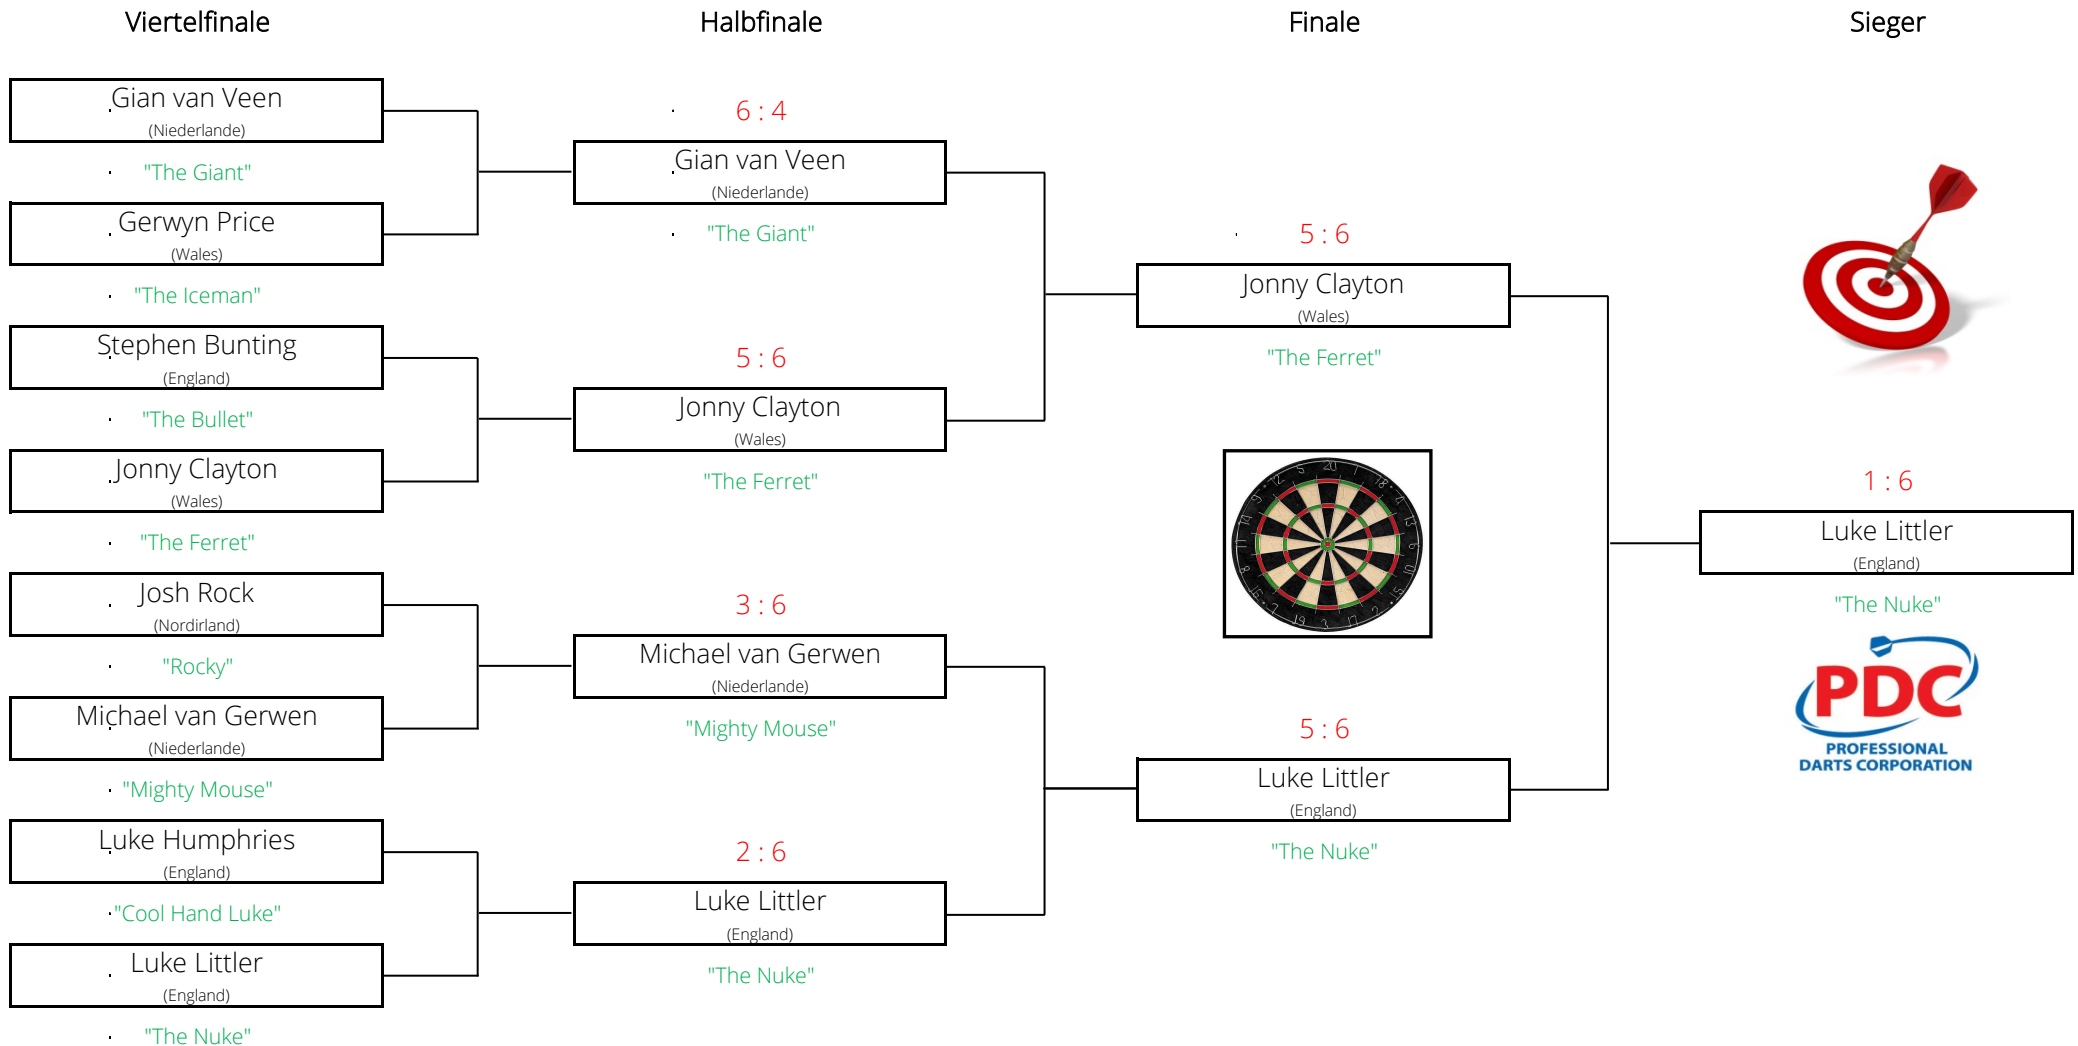 Viertelfinale
Halbfinale
Finale
Sieger
Gian van Veen
(Niederlande)
"The Giant"
Gerwyn Price
(Wales)
"The Iceman"
Stephen Bunting
(England)
"The Bullet"
Jonny Clayton
(Wales)
"The Ferret"
Josh Rock
(Nordirland)
"Rocky"
Michael van Gerwen
(Niederlande)
"Mighty Mouse"
Luke Humphries
(England)
"Cool Hand Luke"
Luke Littler
(England)
"The Nuke"
6 : 4
Gian van Veen
(Niederlande)
"The Giant"
5 : 6
Jonny Clayton
(Wales)
"The Ferret"
3 : 6
Michael van Gerwen
(Niederlande)
"Mighty Mouse"
2 : 6
Luke Littler
(England)
"The Nuke"
5 : 6
Jonny Clayton
(Wales)
"The Ferret"
5 : 6
Luke Littler
(England)
"The Nuke"
1 : 6
Luke Littler
(England)
"The Nuke"
PDC
PROFESSIONAL
DARTS CORPORATION